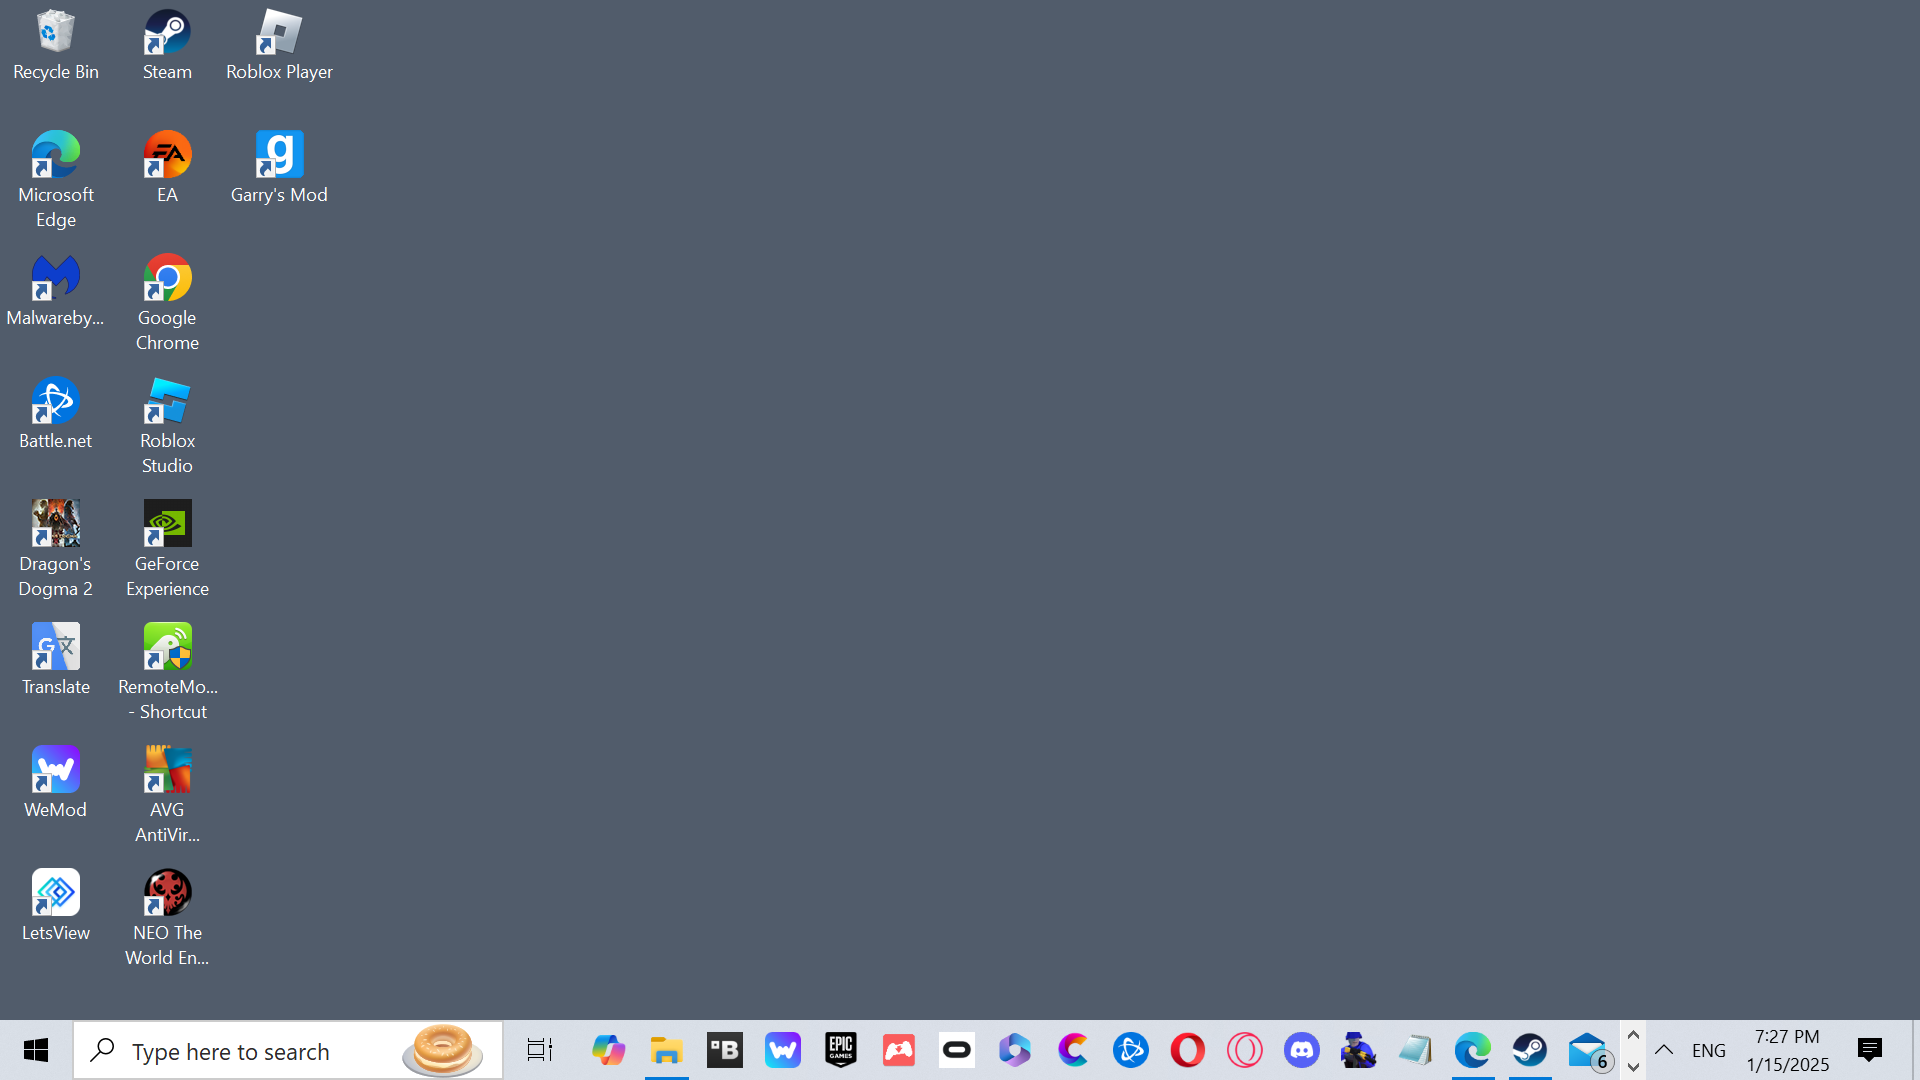 Recycle Bin
Steam
Roblox Player
Microsoft
Edge
EA
Garry's Mod
Malwareby...
Google
Chrome
Battle.net
Roblox
Studio
Dragon's
Dogma 2
GeForce
Experience
Translate
RemoteMo...
- Shortcut
WeMod
AVG
AntiVir...
LetsView
NEO The
World En...
Type here to search
EPIC
GAMES
6
ENG
7:27 PM
1/15/2025